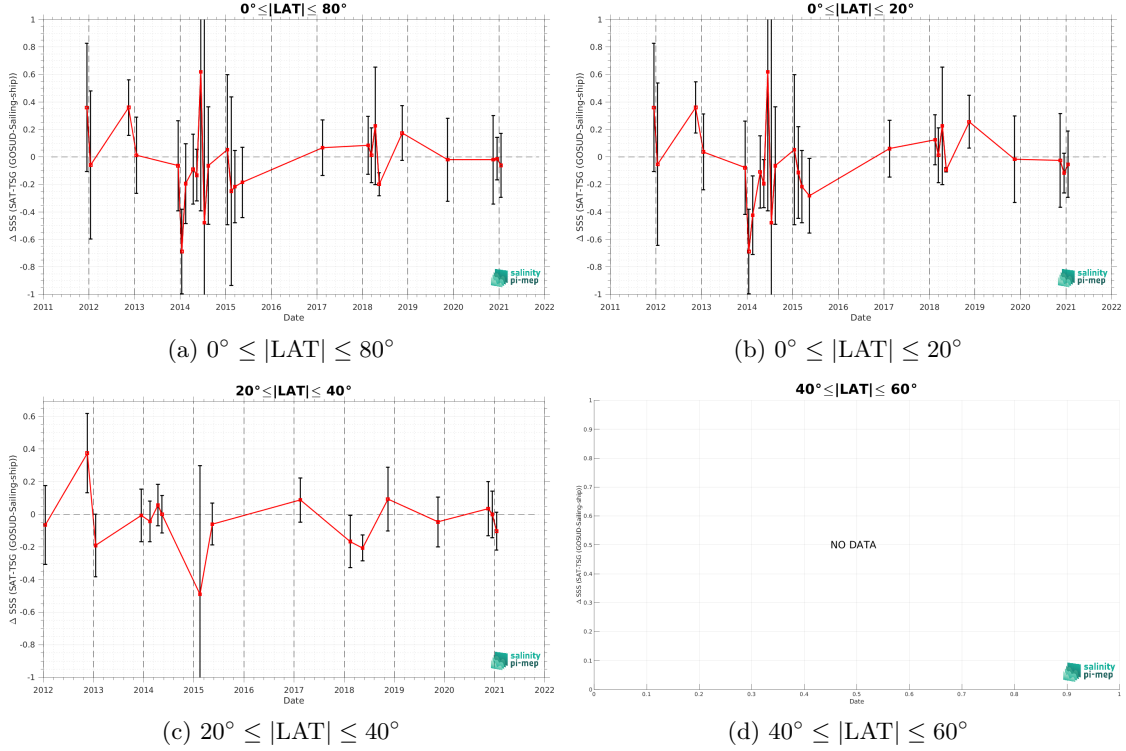 0°≤|LAT|≤ 80°
Δ SSS (SAT-TSG (GOSUD-Sailing-ship))
1
0.8
0.6
0.4
0.2
0
-0.2
-0.4
-0.6
-0.8
-1
2011 2012 2013 2014 2015 2016 2017 2018 2019 2020 2021 2022
Date
salinity
pi-mep
(a) 0° ≤ |LAT| ≤ 80°
0°≤|LAT|≤ 20°
Δ SSS (SAT-TSG (GOSUD-Sailing-ship))
1
0.8
0.6
0.4
0.2
0
-0.2
-0.4
-0.6
-0.8
-1
2011 2012 2013 2014 2015 2016 2017 2018 2019 2020 2021 2022
Date
salinity
pi-mep
(b) 0° ≤ |LAT| ≤ 20°
20°≤|LAT|≤ 40°
Δ SSS (SAT-TSG (GOSUD-Sailing-ship))
0.6
0.4
0.2
0
-0.2
-0.4
-0.6
-0.8
-1
2012 2013 2014 2015 2016 2017 2018 2019 2020 2021 2022
Date
salinity
pi-mep
(c) 20° ≤ |LAT| ≤ 40°
40°≤|LAT|≤ 60°
Δ SSS (SAT-TSG (GOSUD-Sailing-ship))
1
0.9
0.8
0.7
0.6
0.5
0.4
0.3
0.2
0.1
0
NO DATA
0 0.1 0.2 0.3 0.4 0.5 0.6 0.7 0.8 0.9 1
Date
salinity
pi-mep
(d) 40° ≤ |LAT| ≤ 60°